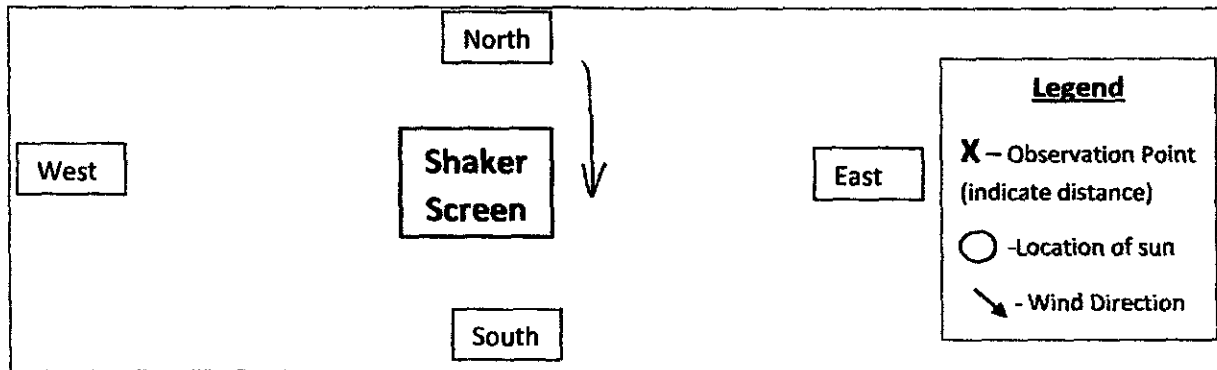 North
Legend
Shaker
Screen
West
East
X – Observation Point
(indicate distance)
-Location of sun
- Wind Direction
South